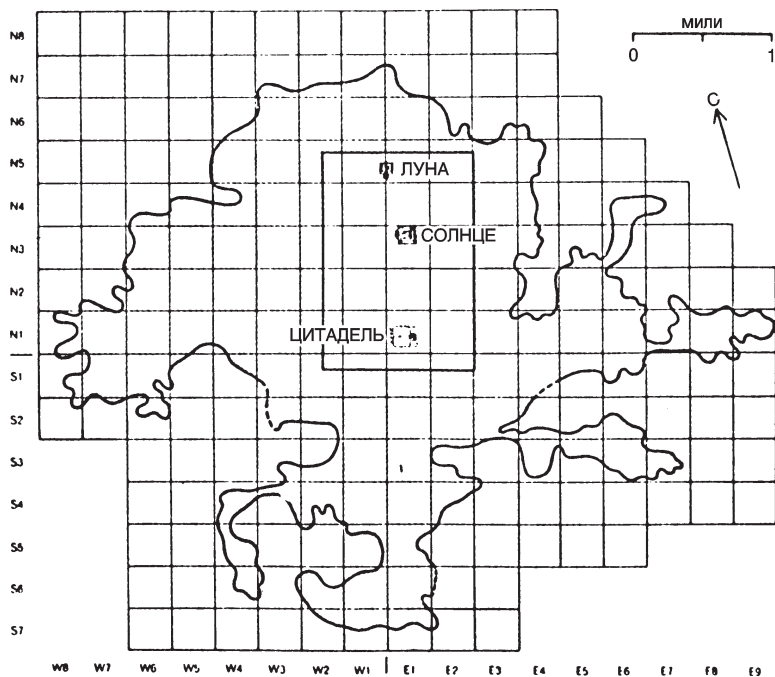 МИЛИ
0 1
С
N8
N7
N6
N5
N4
N3
N2
N1
S1
S2
S3
S4
S5
S6
S7
ЛУНА
СОЛНЦЕ
ЦИТАДЕЛЬ
W8 W7 W6 W5 W4 W3 W2 W1 E1 E2 E3 E4 E5 E6 E7 F8 E9